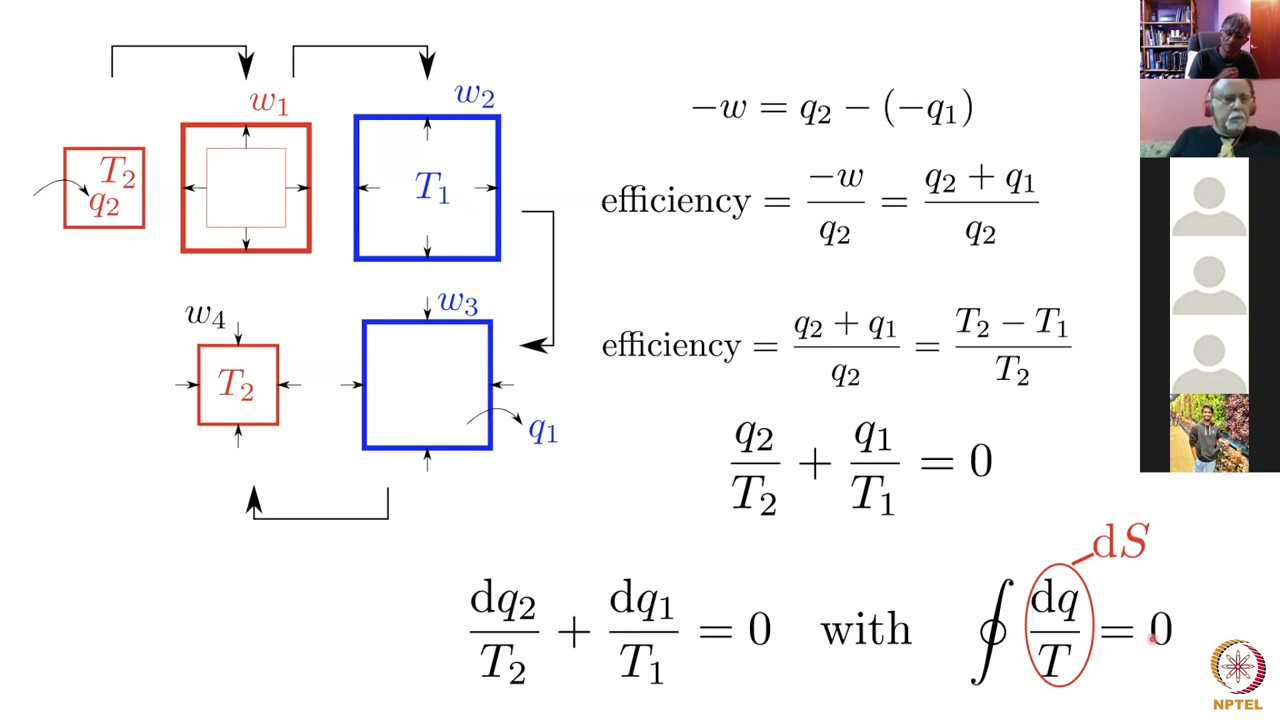 w₁
w₂
T₂
q₂
T₁
w₄
w₃
T₂
q₁
−w = q₂ − (−q₁)
efficiency = −w / q₂ = (q₂ + q₁) / q₂
efficiency = (q₂ + q₁) / q₂ = (T₂ − T₁) / T₂
q₂ / T₂ + q₁ / T₁ = 0
dS
dq₂ / T₂ + dq₁ / T₁ = 0 with ∮ dq / T = 0
NPTEL